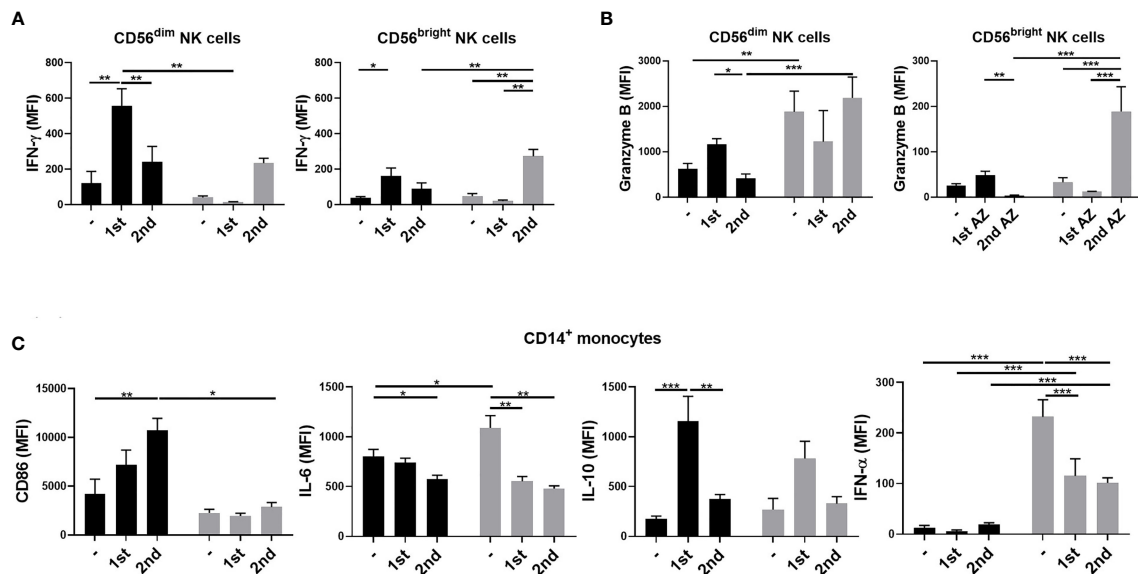 A
CD56dim NK cells
IFN-γ (MFI)
800
600
400
200
0
** **
**
- 1st 2nd - 1st 2nd
CD56bright NK cells
IFN-γ (MFI)
800
600
400
200
0
* **
**
**
- 1st 2nd - 1st 2nd
B
CD56dim NK cells
Granzyme B (MFI)
3000
2000
1000
0
**
* ***
- 1st 2nd - 1st 2nd
CD56bright NK cells
Granzyme B (MFI)
300
200
100
0
***
** ***
***
- 1st AZ 2nd AZ - 1st AZ 2nd AZ
C
CD14+ monocytes
CD86 (MFI)
15000
10000
5000
0
** *
- 1st 2nd - 1st 2nd
IL-6 (MFI)
1500
1000
500
0
*
* **
**
- 1st 2nd - 1st 2nd
IL-10 (MFI)
1500
1000
500
0
*** **
- 1st 2nd - 1st 2nd
IFN-α (MFI)
300
200
100
0
*** ***
***
***
***
- 1st 2nd - 1st 2nd